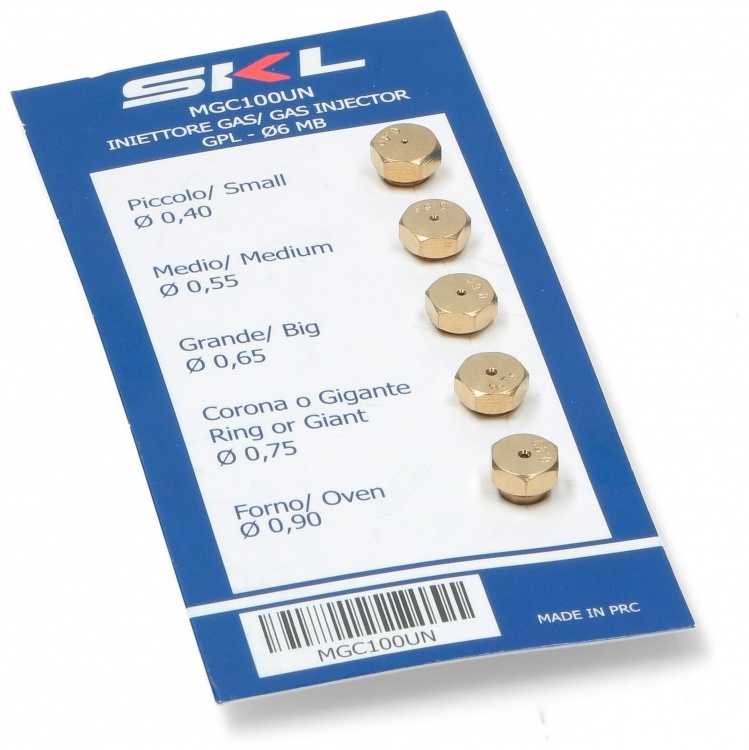 SKL
MGC100UN
INIETTORE GAS/ GAS INJECTOR
GPL - Ø6 MB
Piccolo/ Small
Ø 0,40
Medio/ Medium
Ø 0,55
Grande/ Big
Ø 0,65
Corona o Gigante
Ring or Giant
Ø 0,75
Forno/ Oven
Ø 0,90
MGC100UN
MADE IN PRC